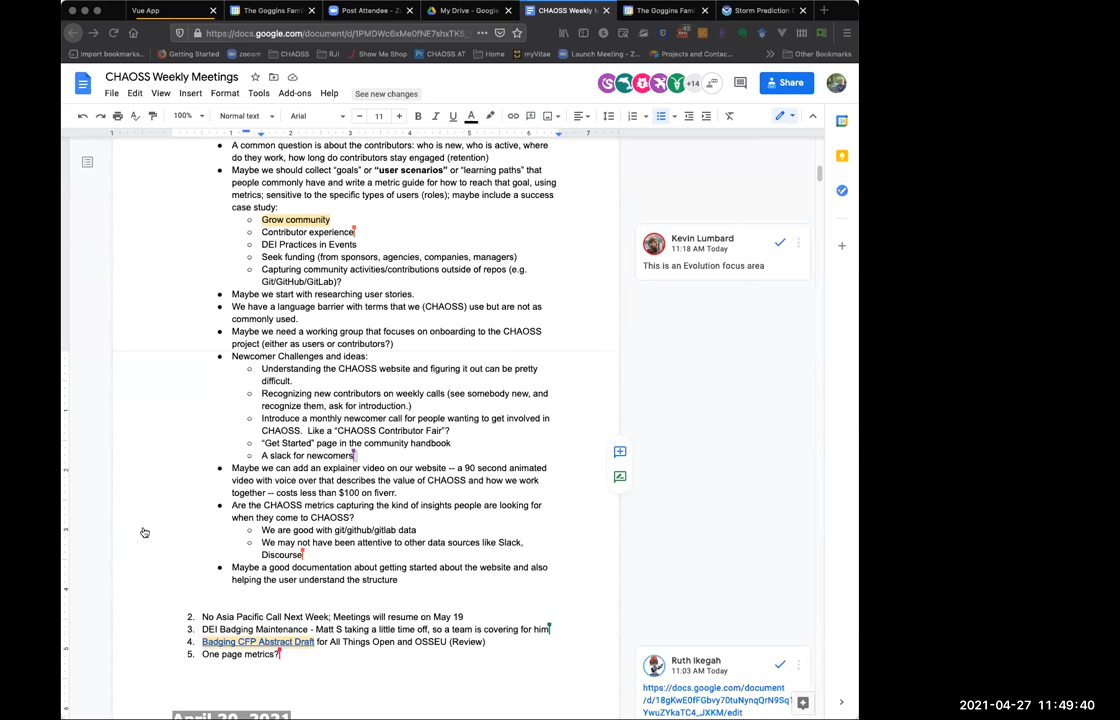 Vue App
The Goggins Fami
Post Attendee - Z
My Drive - Google
CHAOSS Weekly M
The Goggins Fami
Storm Prediction C
https://docs.google.com/document/d/1PMDWc6xMe0fNE7shxTK6
Import bookmarks...
Getting Started
zooom
CHAOSS
RJI
Show Me Shop
CHAOSS AT
Home
myVitae
Launch Meeting - Z...
Projects and Contac...
Other Bookmarks
CHAOSS Weekly Meetings
File Edit View Insert Format Tools Add-ons Help See new changes
+14
Share
100%
Normal text
Arial
11
A common question is about the contributors: who is new, who is active, where
do they work, how long do contributors stay engaged (retention)
Maybe we should collect "goals" or "user scenarios" or "learning paths" that
people commonly have and write a metric guide for how to reach that goal, using
metrics; sensitive to the specific types of users (roles); maybe include a success
case study:
Grow community
Contributor experience
DEI Practices in Events
Seek funding (from sponsors, agencies, companies, managers)
Capturing community activities/contributions outside of repos (e.g.
Git/GitHub/GitLab)?
Maybe we start with researching user stories.
We have a language barrier with terms that we (CHAOSS) use but are not as
commonly used.
Maybe we need a working group that focuses on onboarding to the CHAOSS
project (either as users or contributors?)
Newcomer Challenges and ideas:
Understanding the CHAOSS website and figuring it out can be pretty
difficult.
Recognizing new contributors on weekly calls (see somebody new, and
recognize them, ask for introduction.)
Introduce a monthly newcomer call for people wanting to get involved in
CHAOSS. Like a "CHAOSS Contributor Fair"?
"Get Started" page in the community handbook
A slack for newcomers
Maybe we can add an explainer video on our website -- a 90 second animated
video with voice over that describes the value of CHAOSS and how we work
together -- costs less than $100 on fiverr.
Are the CHAOSS metrics capturing the kind of insights people are looking for
when they come to CHAOSS?
We are good with git/github/gitlab data
We may not have been attentive to other data sources like Slack,
Discourse
Maybe a good documentation about getting started about the website and also
helping the user understand the structure
2. No Asia Pacific Call Next Week; Meetings will resume on May 19
3. DEI Badging Maintenance - Matt S taking a little time off, so a team is covering for him
4. Badging CFP Abstract Draft for All Things Open and OSSEU (Review)
5. One page metrics?
April 20, 2021
Kevin Lumbard
11:18 AM Today
This is an Evolution focus area
Ruth Ikegah
11:03 AM Today
https://docs.google.com/document
2021-04-27 11:49:40